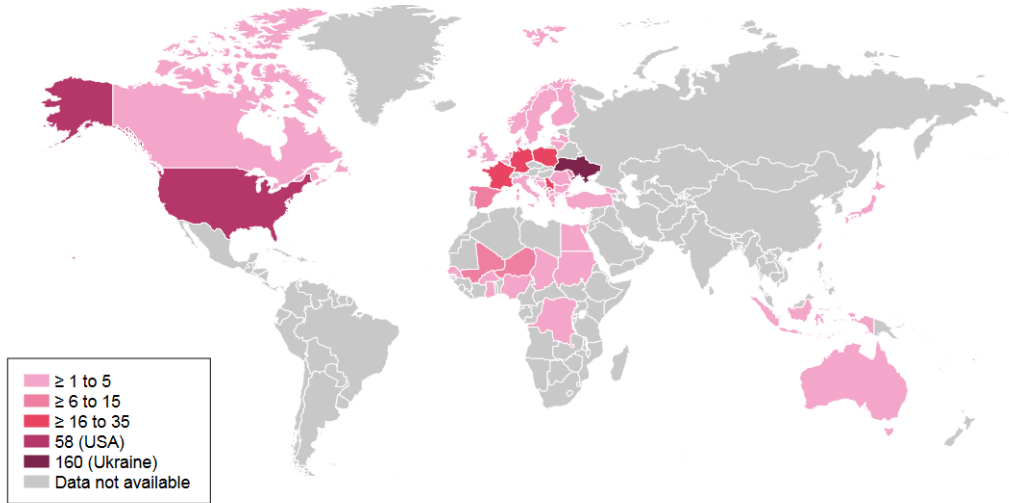 ≥ 1 to 5
≥ 6 to 15
≥ 16 to 35
58 (USA)
160 (Ukraine)
Data not available